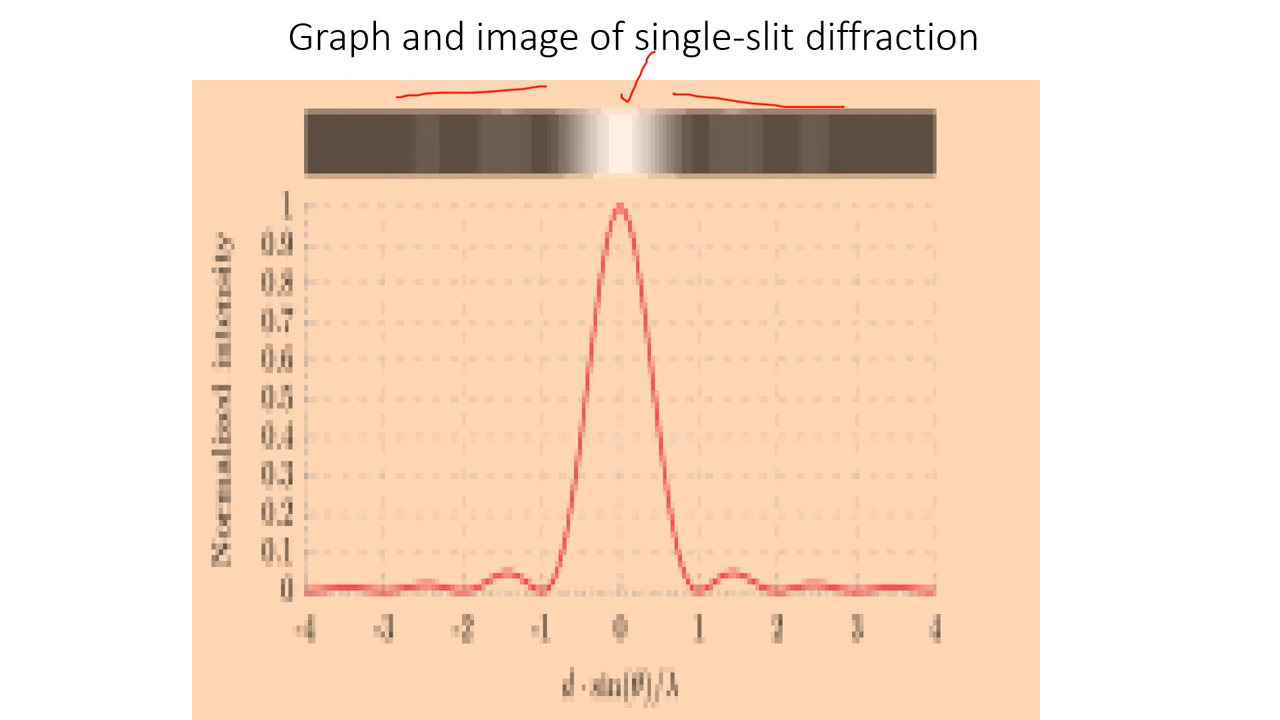 Graph and image of single-slit diffraction
Normalized intensity
1
0.9
0.8
0.7
0.6
0.5
0.4
0.3
0.2
0.1
0
-4 -3 -2 -1 0 1 2 3 4
d · sin(θ)/λ